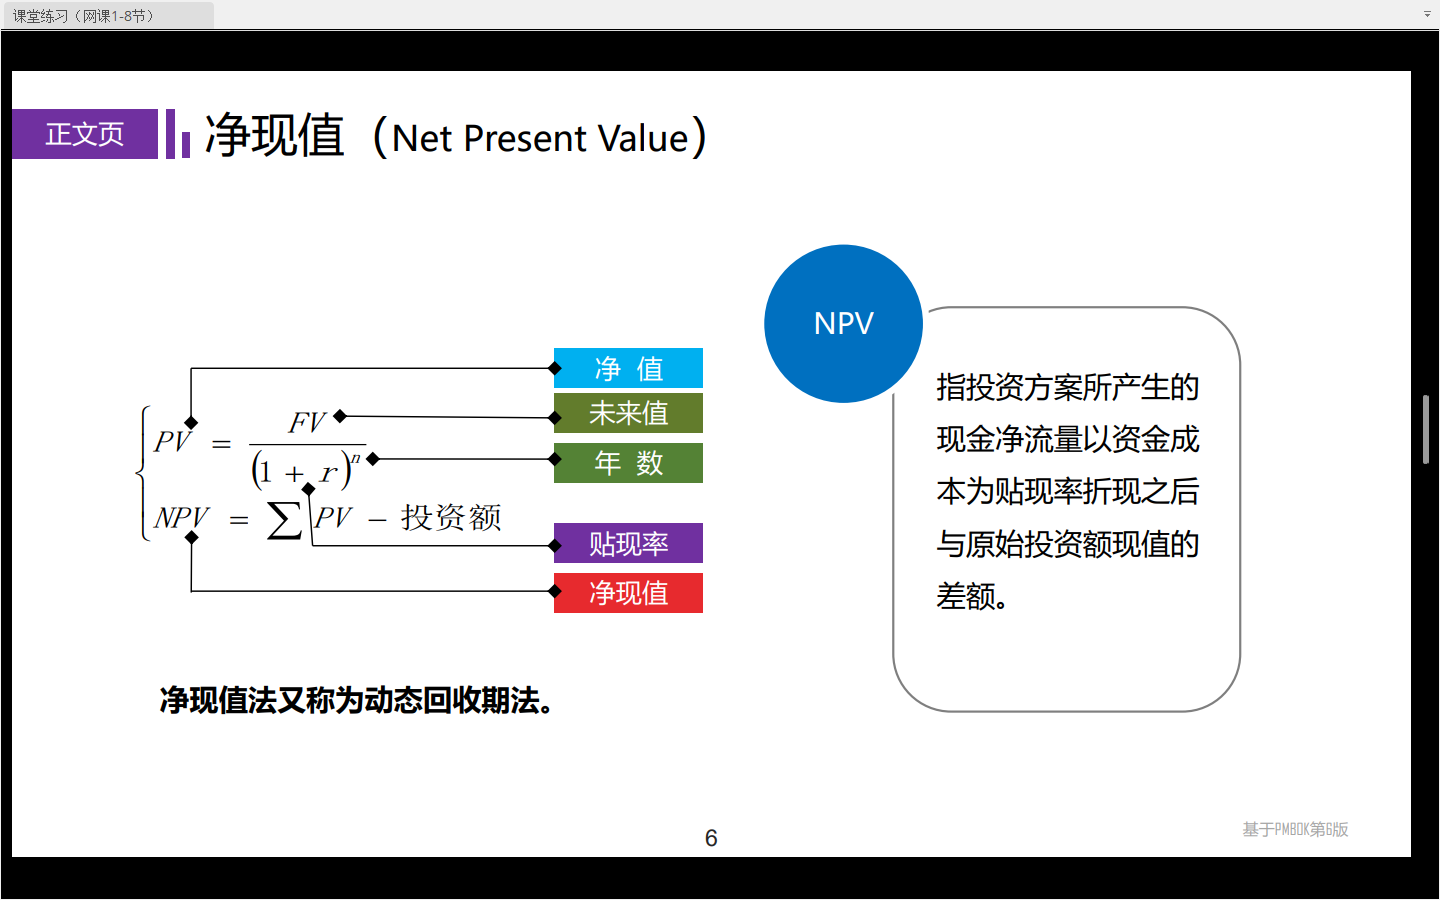 课堂练习（网课1-8节）
正文页
净现值（Net Present Value）
NPV
净 值
未来值
年 数
贴现率
净现值
PV = FV / (1 + r)^n
NPV = ∑ PV − 投资额
指投资方案所产生的
现金净流量以资金成
本为贴现率折现之后
与原始投资额现值的
差额。
净现值法又称为动态回收期法。
基于PMBOK第6版
6